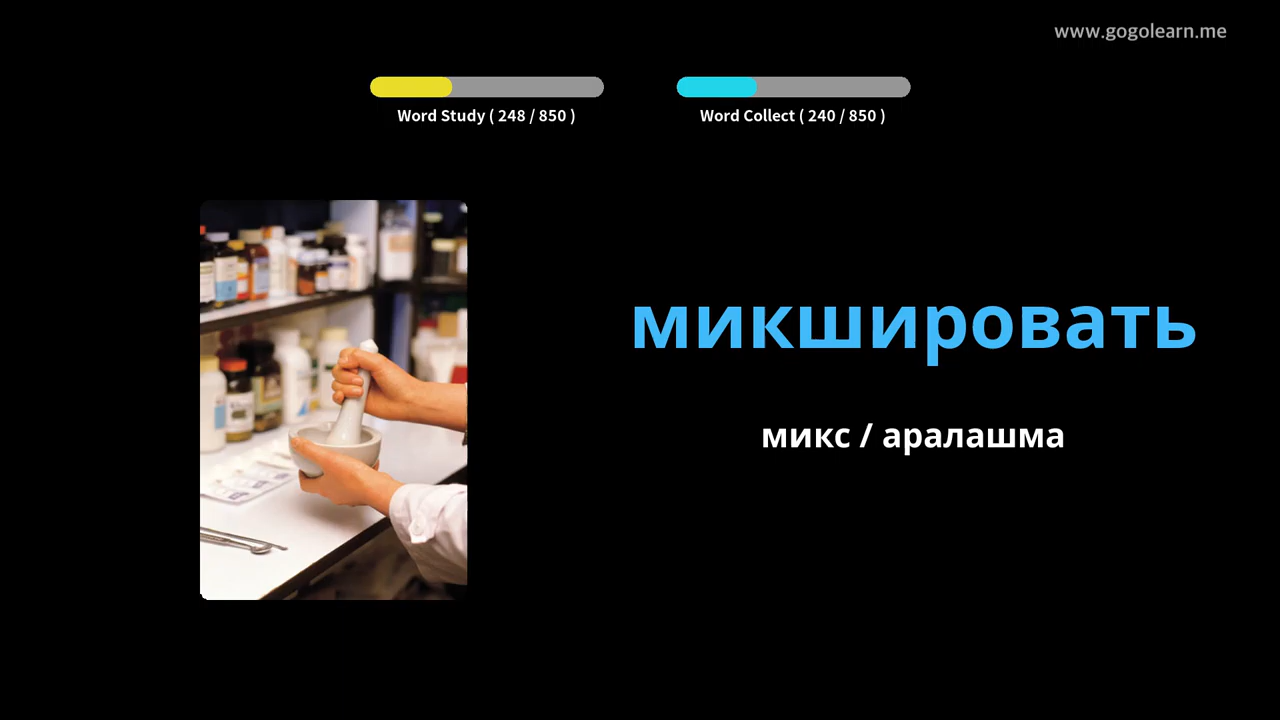 www.gogolearn.me
Word Study ( 248 / 850 )
Word Collect ( 240 / 850 )
микшировать
микс / аралашма